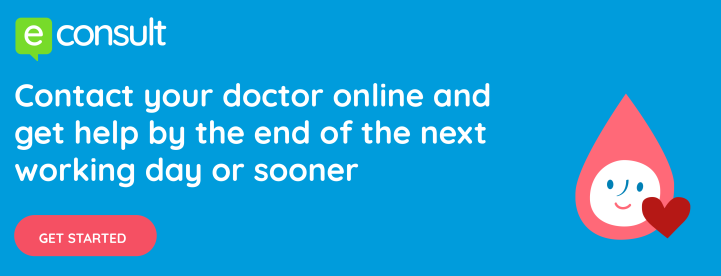 e consult
Contact your doctor online and
get help by the end of the next
working day or sooner
GET STARTED